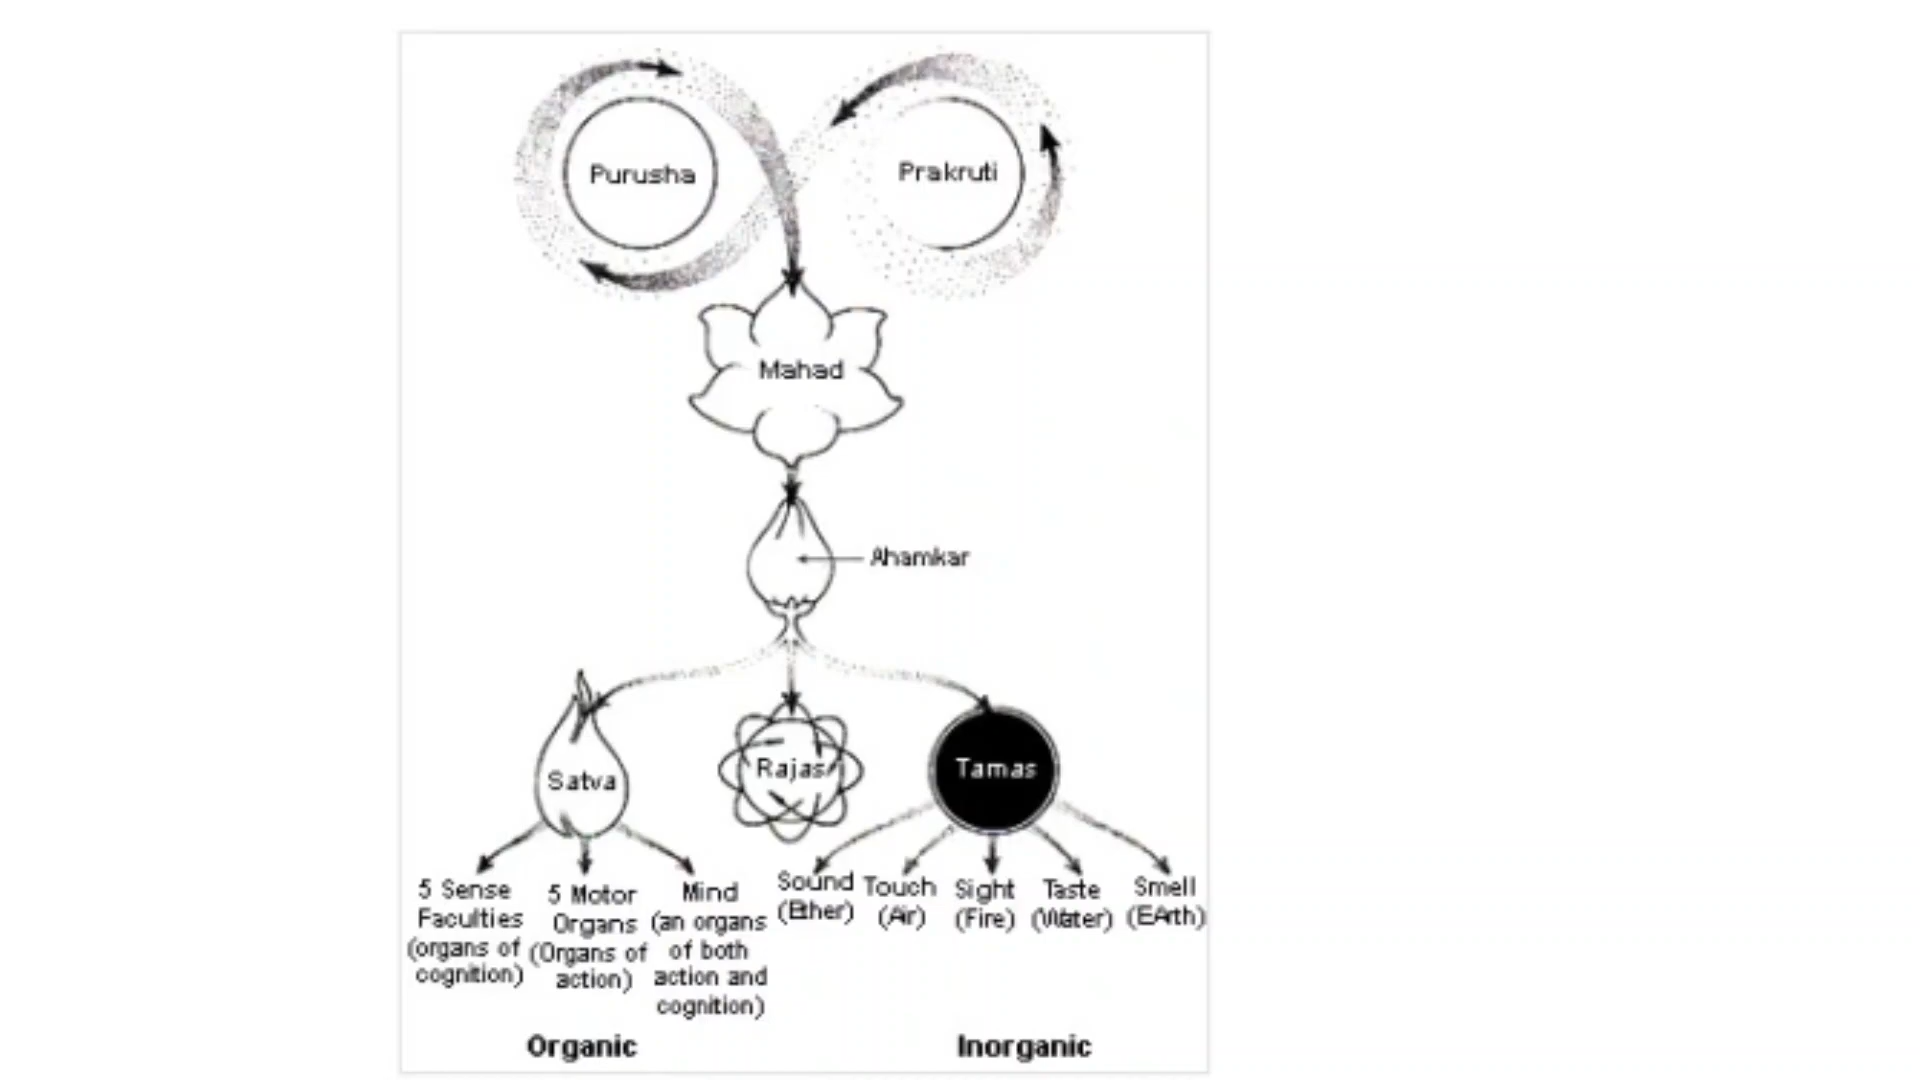 Purusha
Prakruti
Mahad
Ahamkar
Satva
Rajas
Tamas
5 Sense
Faculties
(organs of
cognition)
5 Motor
Organs
(Organs of
action)
Mind
(an organs
of both
action and
cognition)
Sound
(Ether)
Touch
(Air)
Sight
(Fire)
Taste
(Water)
Smell
(EArth)
Organic
Inorganic